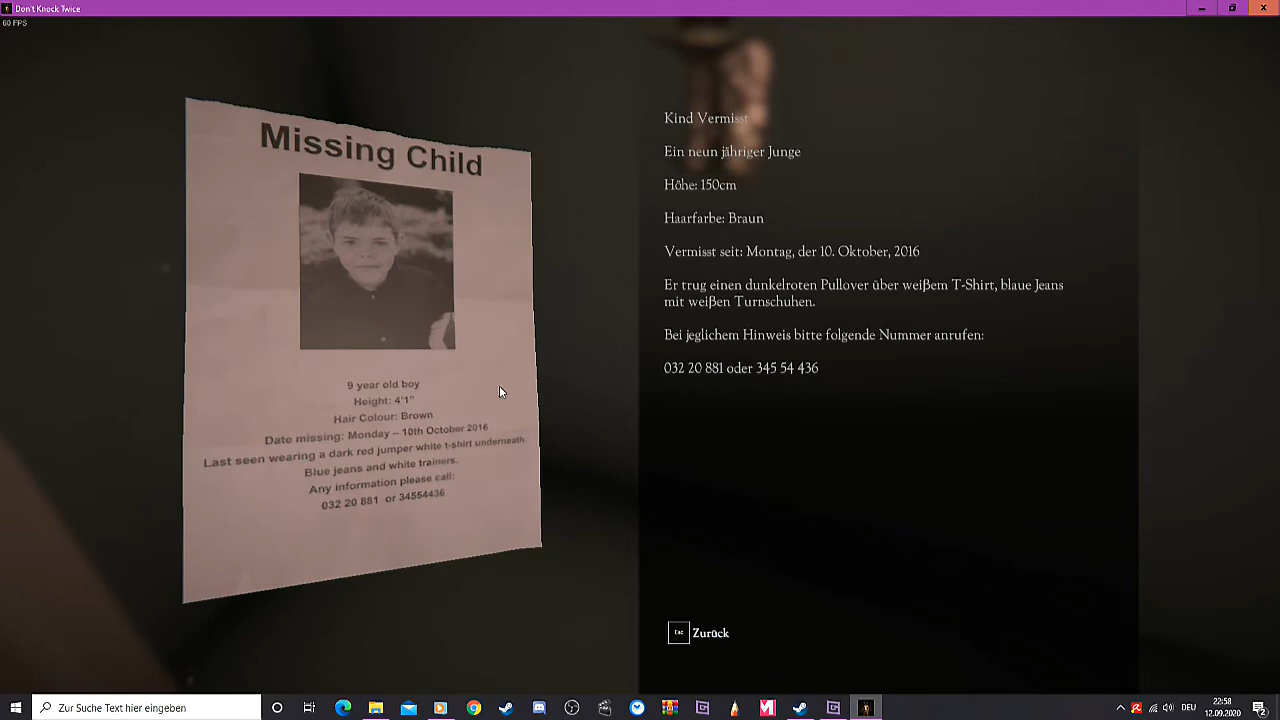 Don't Knock Twice
60 FPS
Missing Child
9 year old boy
Height: 4'1"
Hair Colour: Brown
Date missing: Monday – 10th October 2016
Last seen wearing a dark red jumper white t-shirt underneath.
Blue jeans and white trainers.
Any information please call:
032 20 881 or 34554436
Kind Vermisst
Ein neun jähriger Junge
Höhe: 150cm
Haarfarbe: Braun
Vermisst seit: Montag, der 10. Oktober, 2016
Er trug einen dunkelroten Pullover über weißem T-Shirt, blaue Jeans
mit weißen Turnschuhen.
Bei jeglichem Hinweis bitte folgende Nummer anrufen:
032 20 881 oder 345 54 436
Esc Zurück
Zur Suche Text hier eingeben
DEU
22:58
12.09.2020